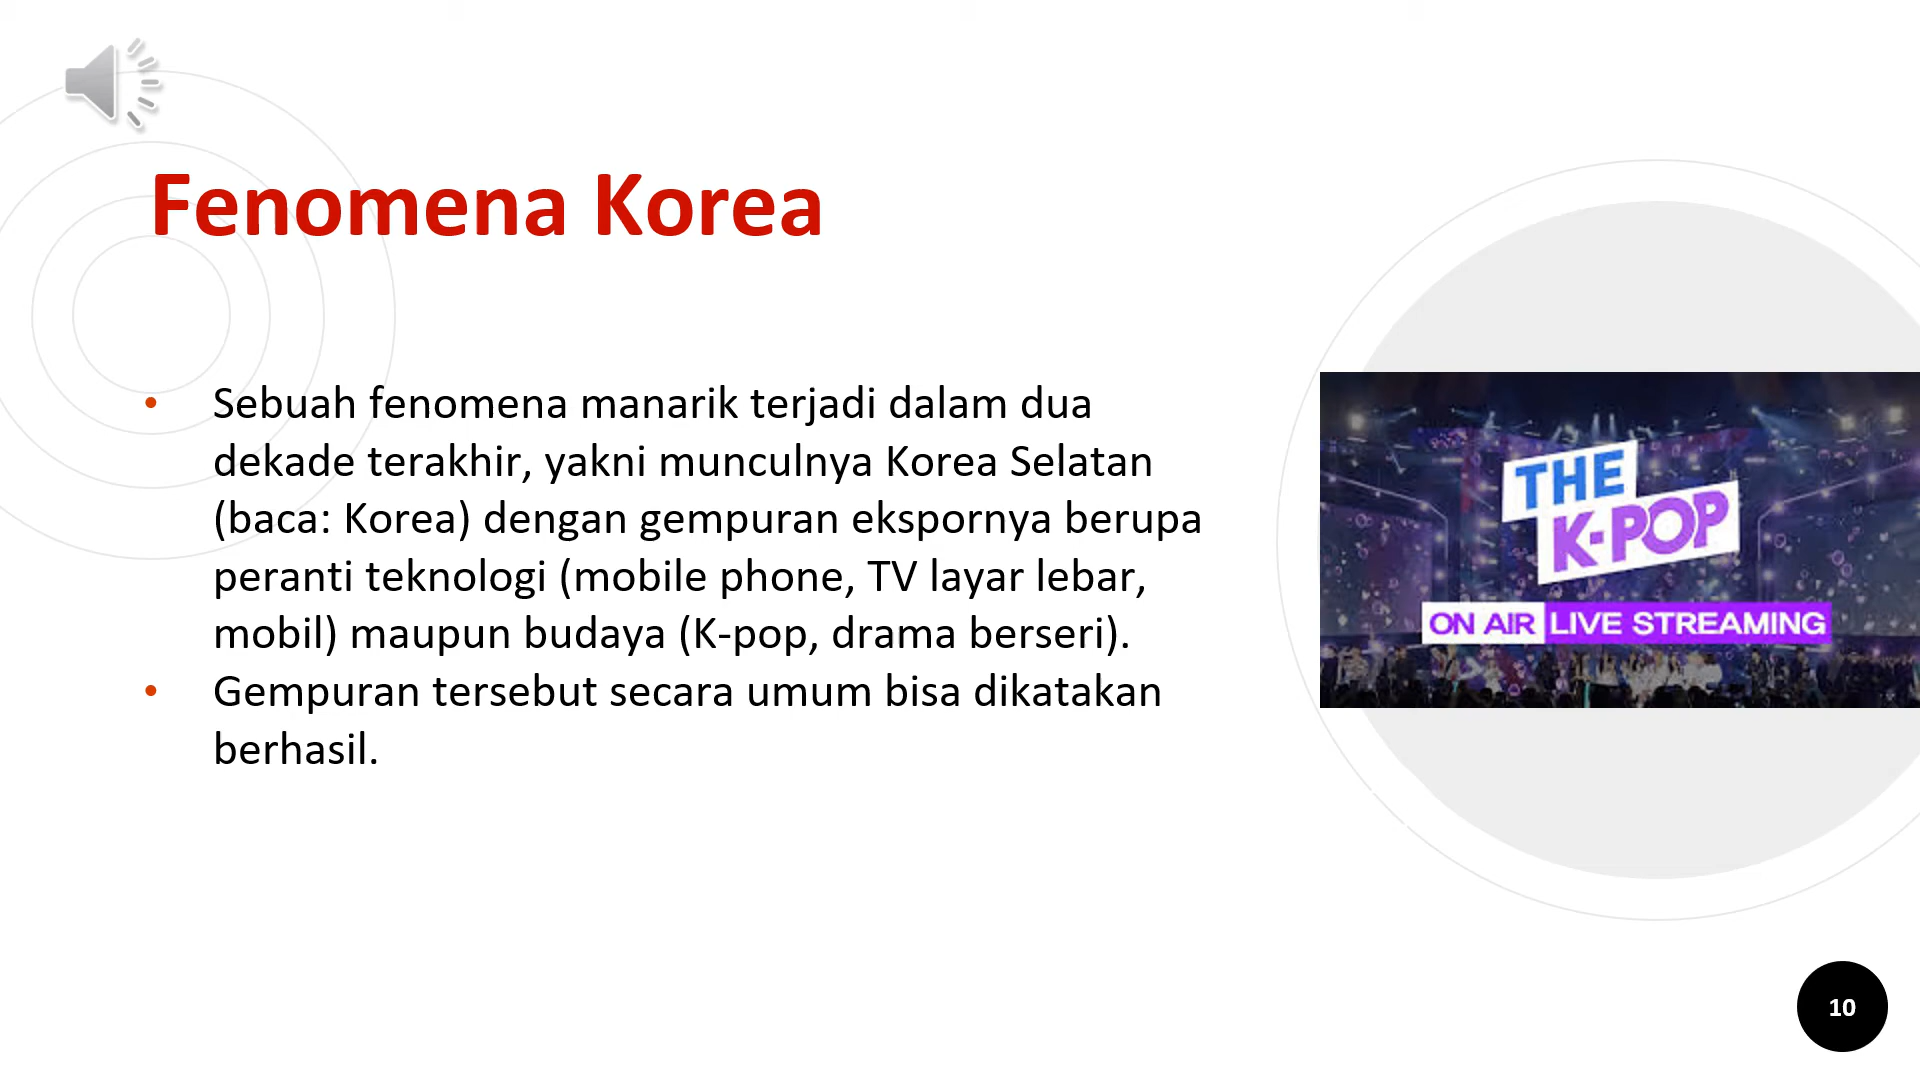 Fenomena Korea
• Sebuah fenomena manarik terjadi dalam dua
dekade terakhir, yakni munculnya Korea Selatan
(baca: Korea) dengan gempuran ekspornya berupa
peranti teknologi (mobile phone, TV layar lebar,
mobil) maupun budaya (K-pop, drama berseri).
• Gempuran tersebut secara umum bisa dikatakan
berhasil.
THE
K-POP
ON AIR LIVE STREAMING
10